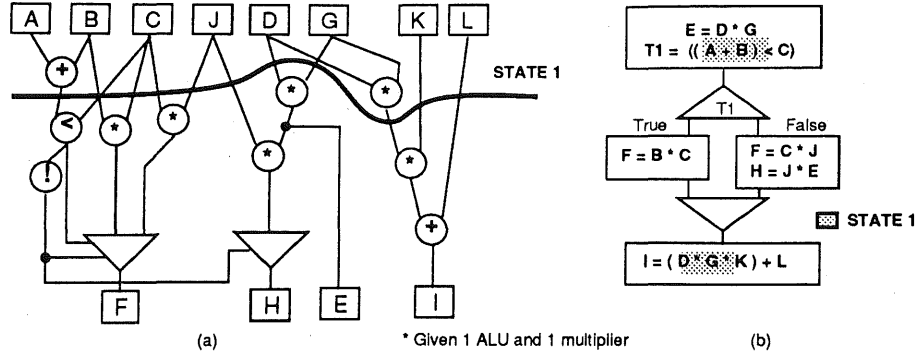 A B C J D G K L
+
STATE 1
* *
< * *
! * *
+
F H E I
(a)
* Given 1 ALU and 1 multiplier
E = D * G
T1 = (( A + B ) < C)
T1
True False
F = B * C
F = C * J
H = J * E
STATE 1
I = ( D * G * K ) + L
(b)